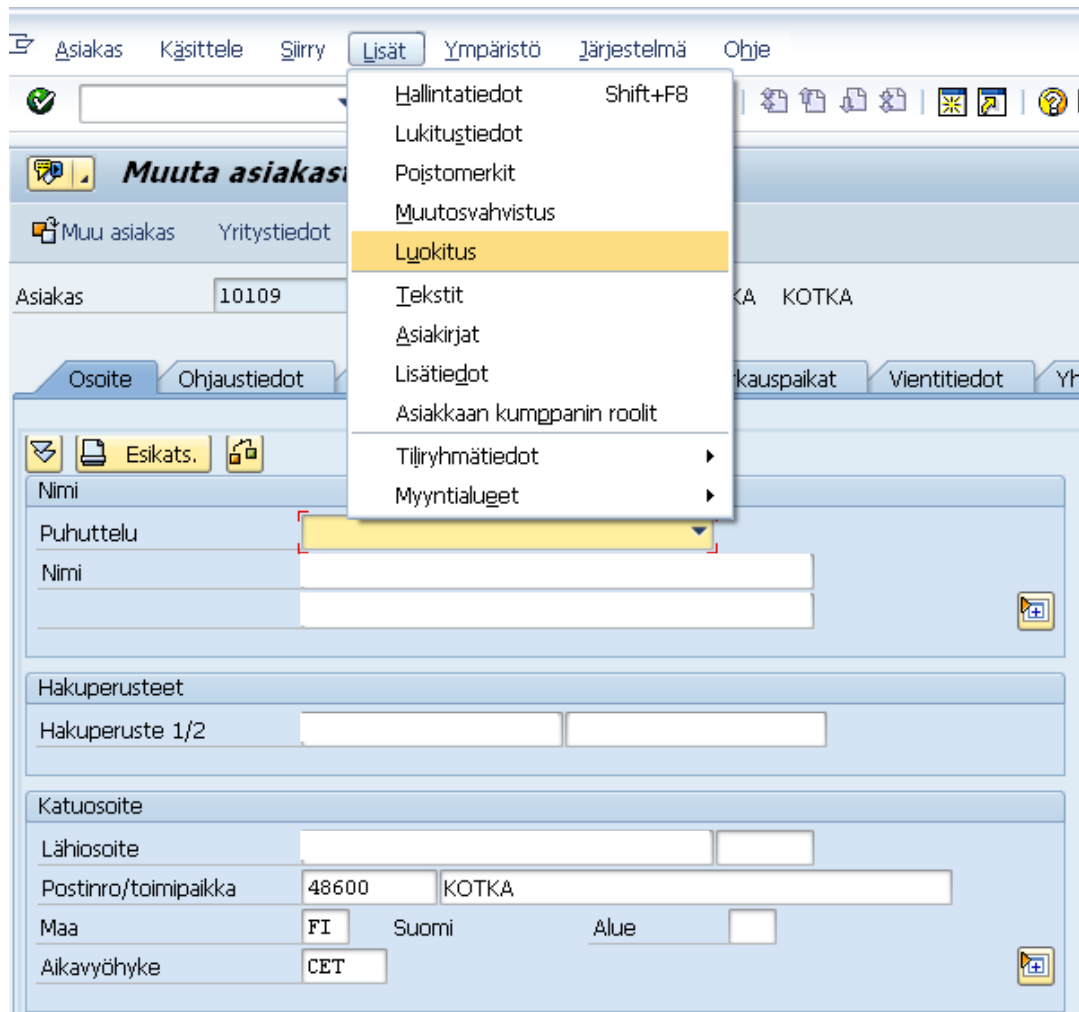 Asiakas Käsittele Siirry Lisät Ympäristö Järjestelmä Ohje
Hallintatiedot Shift+F8
Lukitustiedot
Poistomerkit
Muutosvahvistus
Luokitus
Tekstit
Asiakirjat
Lisätiedot
Asiakkaan kumppanin roolit
Tiliryhmätiedot
Myyntialueet
Muuta asiakast
Muu asiakas Yritystiedot
Asiakas 10109 KA KOTKA
Osoite Ohjaustiedot rkauspaikat Vientitiedot Yh
Esikats.
Nimi
Puhuttelu
Nimi
Hakuperusteet
Hakuperuste 1/2
Katuosoite
Lähiosoite
Postinro/toimipaikka 48600 KOTKA
Maa FI Suomi Alue
Aikavyöhyke CET